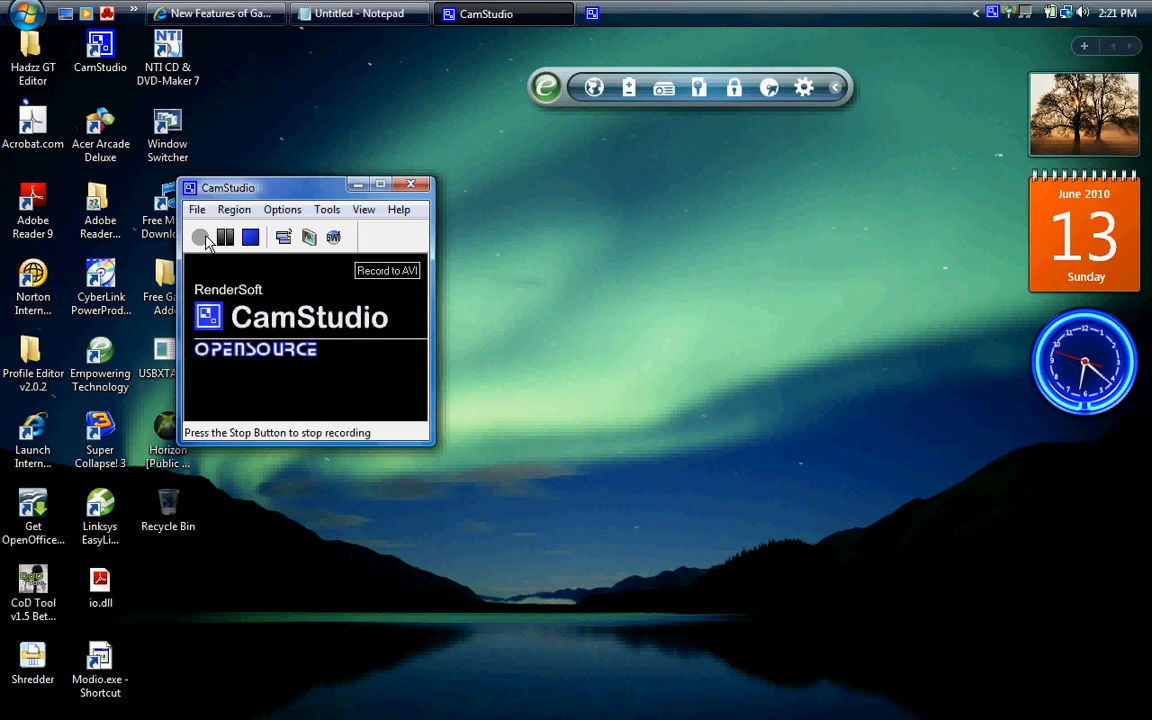 New Features of Ga...
Untitled - Notepad
CamStudio
2:21 PM
Hadzz GT
Editor
CamStudio
NTI CD &
DVD-Maker 7
Acrobat.com
Acer Arcade
Deluxe
Window
Switcher
Adobe
Reader 9
Adobe
Reader...
Free M
Downl
Norton
Intern...
CyberLink
PowerProd...
Free Ga
Add
Profile Editor
v2.0.2
Empowering
Technology
USBXTA
Launch
Intern...
Super
Collapse! 3
Horizon
[Public ...
Get
OpenOffice...
Linksys
EasyLi...
Recycle Bin
CoD Tool
v1.5 Bet...
io.dll
Shredder
Modio.exe -
Shortcut
CamStudio
File Region Options Tools View Help
Record to AVI
RenderSoft
CamStudio
OPENSOURCE
Press the Stop Button to stop recording
June 2010
13
Sunday